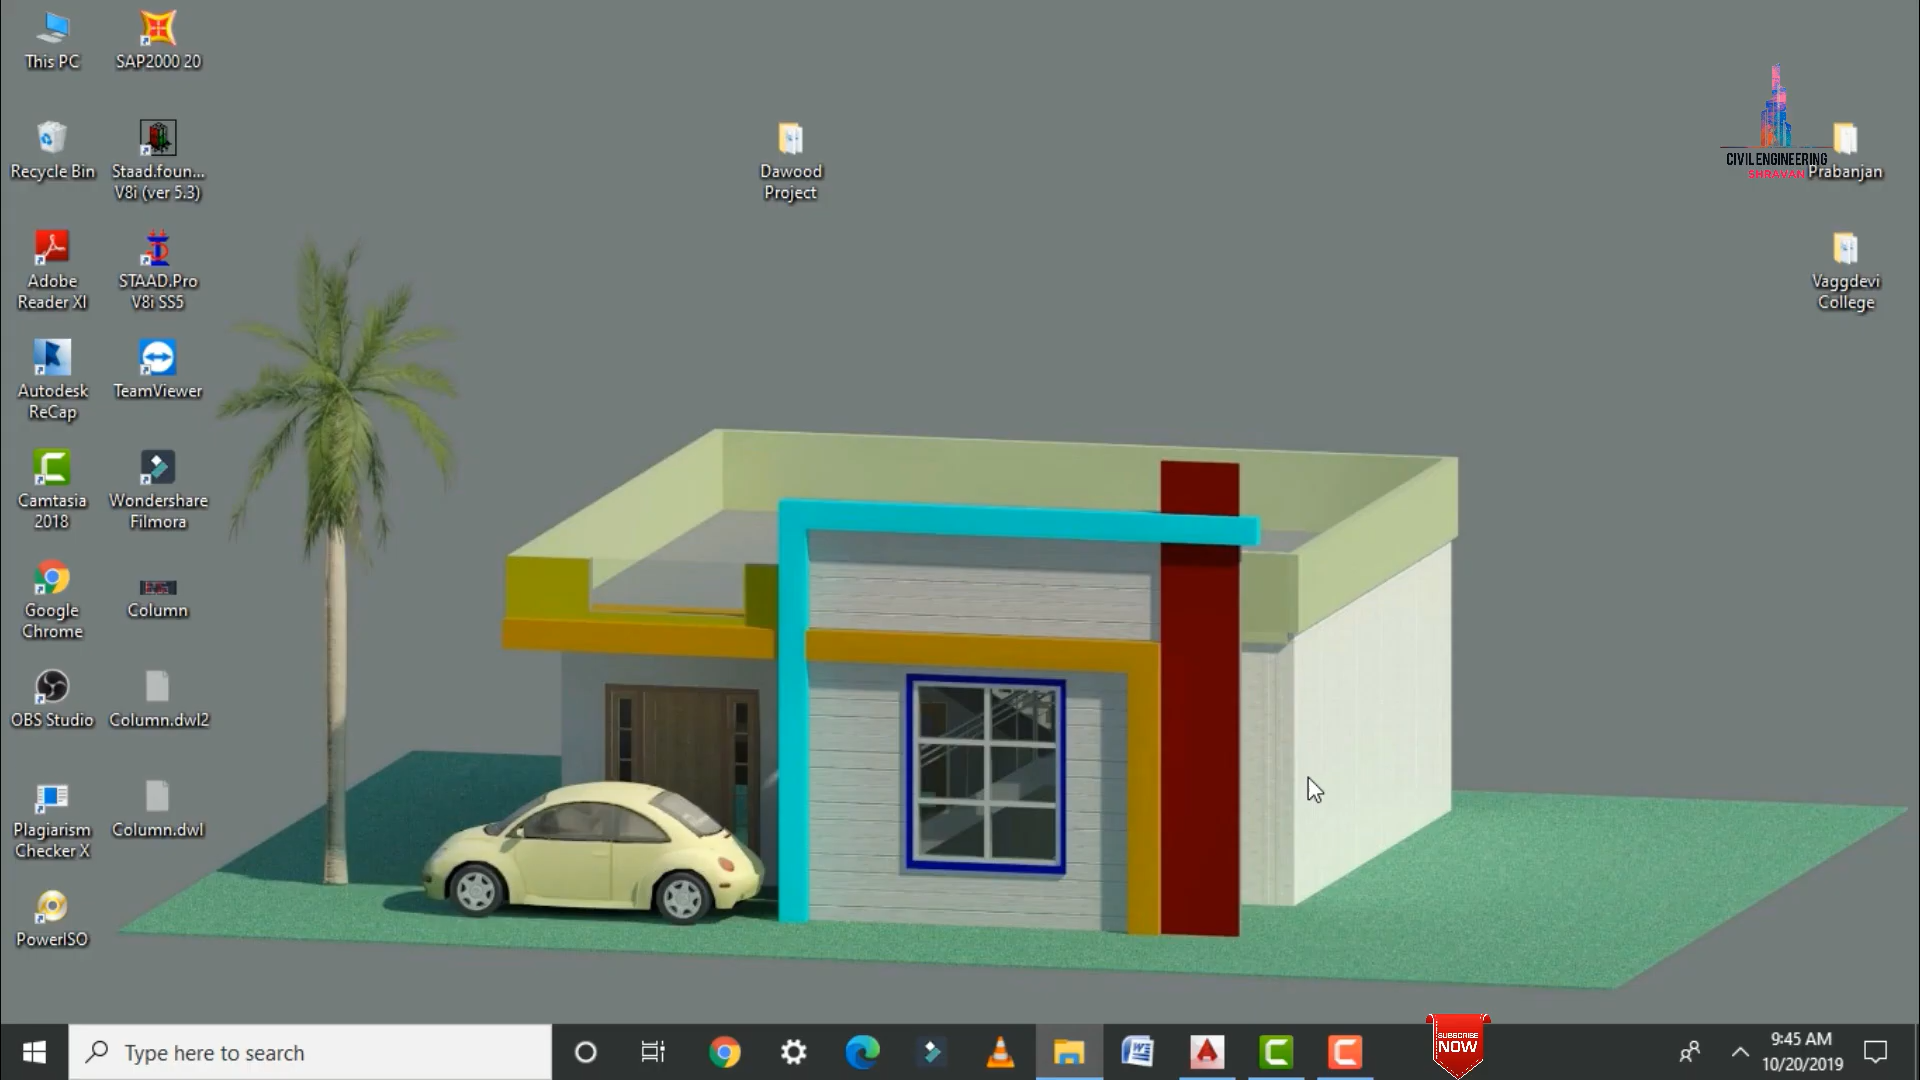 This PC
SAP2000 20
Recycle Bin
Staad.foun...
V8i (ver 5.3)
Adobe
Reader XI
STAAD.Pro
V8i SS5
Autodesk
ReCap
TeamViewer
Camtasia
2018
Wondershare
Filmora
Google
Chrome
Column
OBS Studio
Column.dwl2
Plagiarism
Checker X
Column.dwl
PowerISO
Dawood
Project
CIVIL ENGINEERING
SHRAVAN
Prabanjan
Vaggdevi
College
Type here to search
SUBSCRIBE
NOW
9:45 AM
10/20/2019